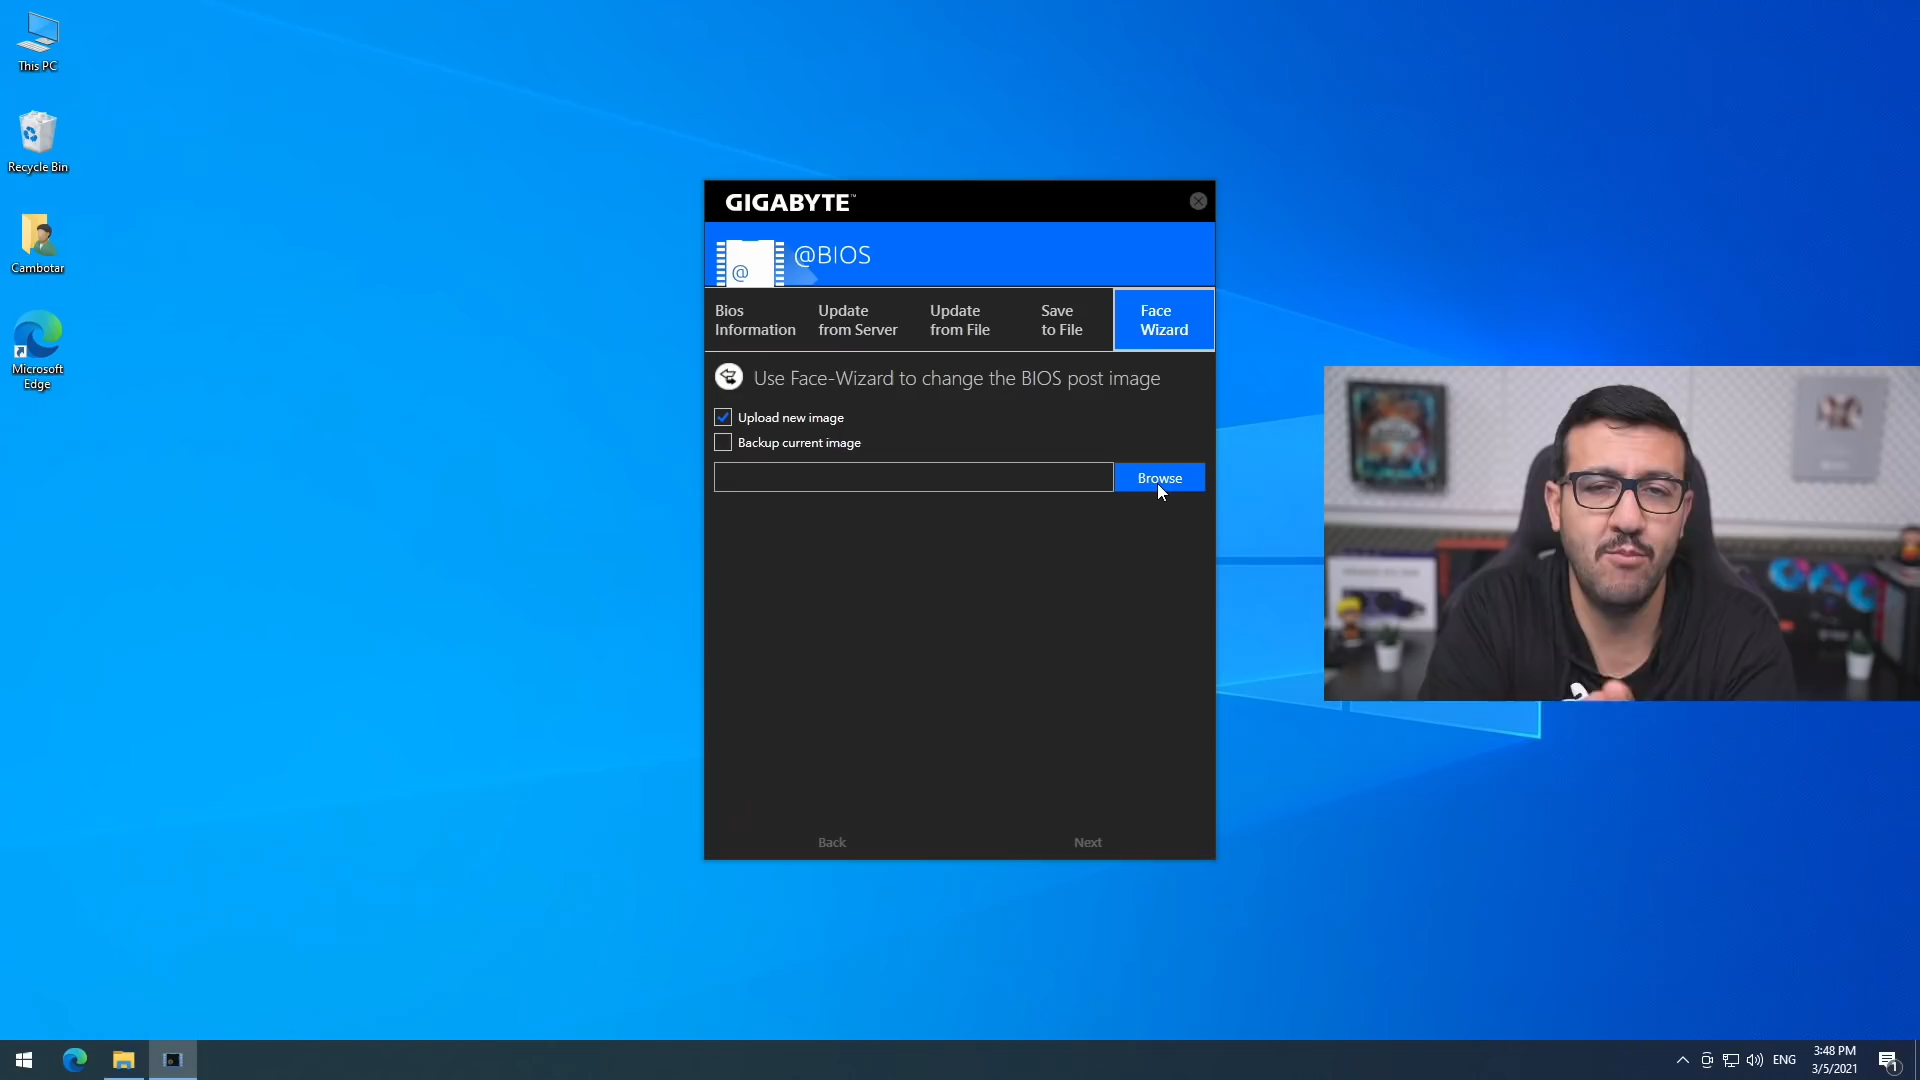 This PC
Recycle Bin
Cambotar
Microsoft
Edge
GIGABYTE™
@BIOS
@
Bios
Information
Update
from Server
Update
from File
Save
to File
Face
Wizard
Use Face-Wizard to change the BIOS post image
Upload new image
Backup current image
Browse
Back
Next
ENG
3:48 PM
3/5/2021
1